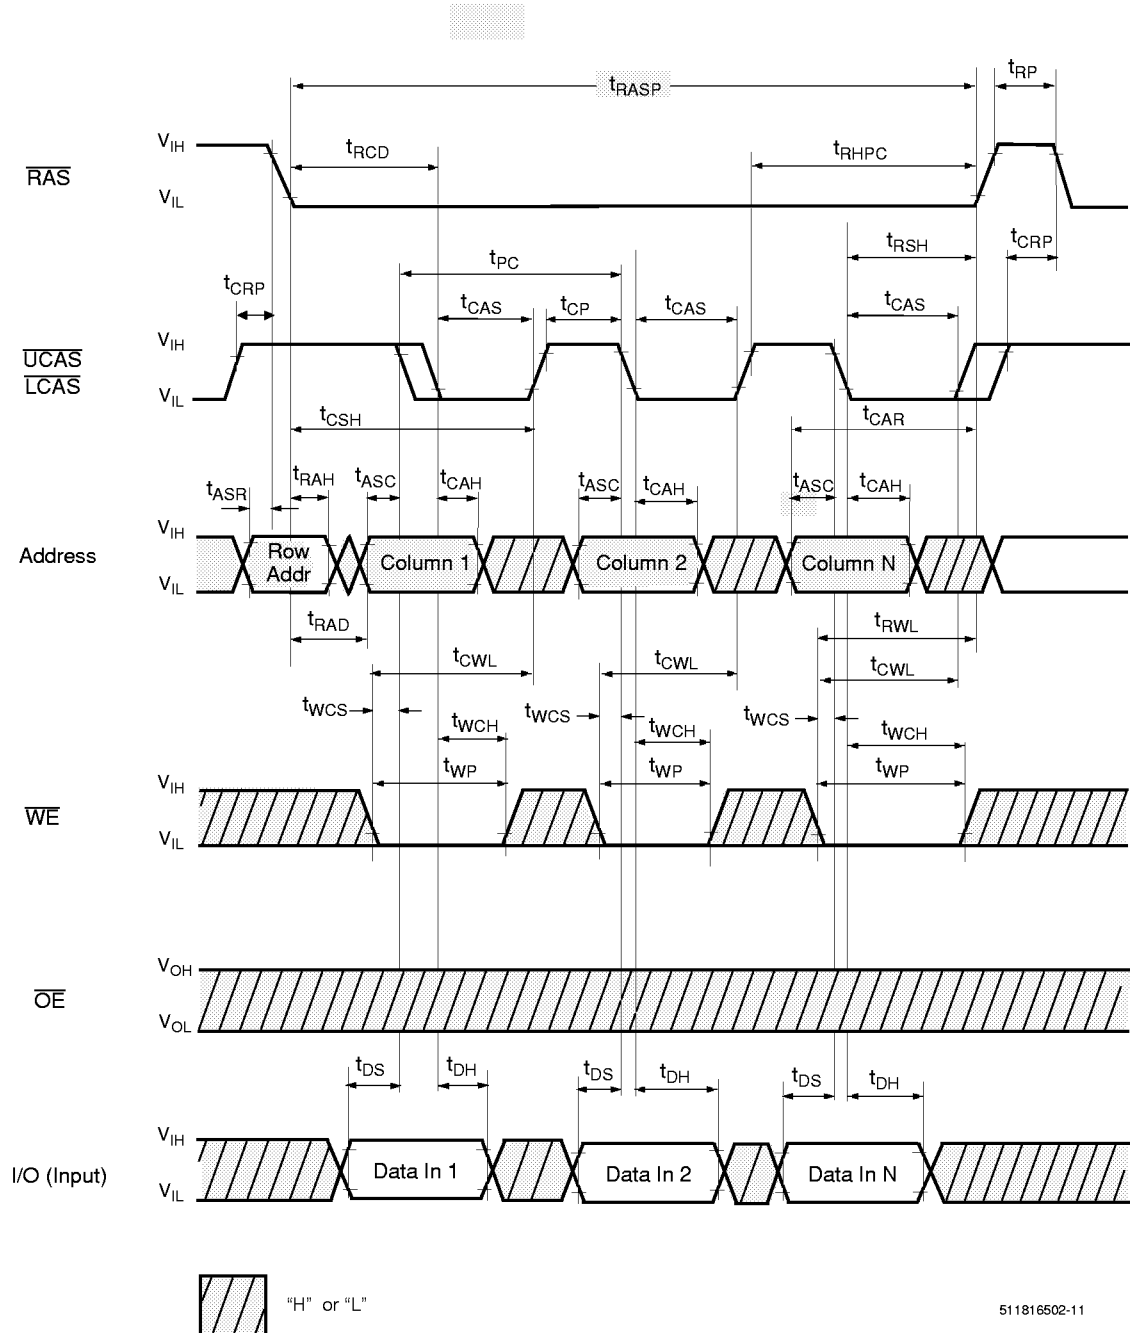 tRASP tRP
VIH tRCD tRHPC
RAS
VIL
tRSH tCRP
tPC
tCRP tCAS tCP tCAS tCAS
VIH
UCAS
LCAS
VIL
tCSH tCAR
tASR tRAH tASC tCAH tASC tCAH tASC tCAH
VIH
Address Row Addr Column 1 Column 2 Column N
VIL
tRAD tRWL
tCWL tCWL tCWL
tWCS tWCS tWCS
tWCH tWCH tWCH
tWP tWP tWP
VIH
WE
VIL
VOH
OE
VOL
tDS tDH tDS tDH tDS tDH
VIH
I/O (Input) Data In 1 Data In 2 Data In N
VIL
“H” or “L”
511816502-11